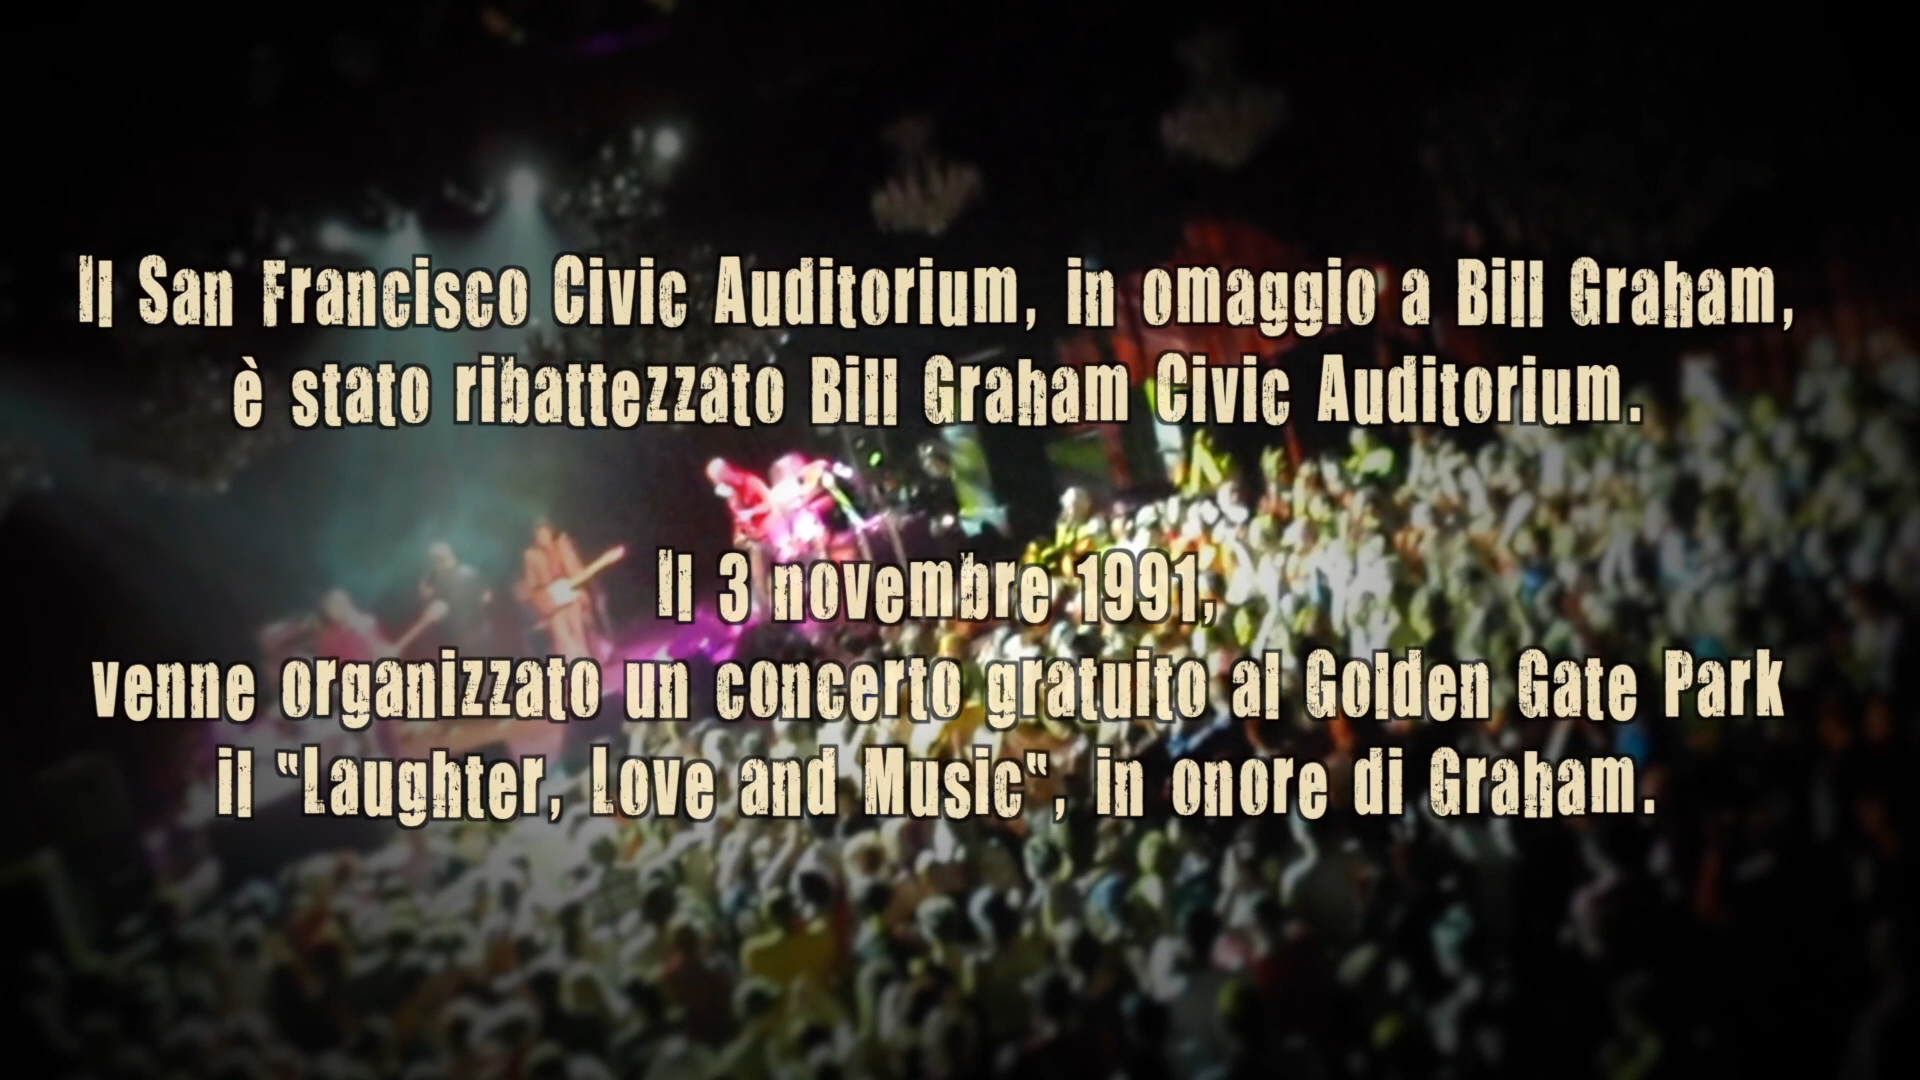 Il San Francisco Civic Auditorium, in omaggio a Bill Graham,
è stato ribattezzato Bill Graham Civic Auditorium.
Il 3 novembre 1991,
venne organizzato un concerto gratuito al Golden Gate Park
il “Laughter, Love and Music“, in onore di Graham.